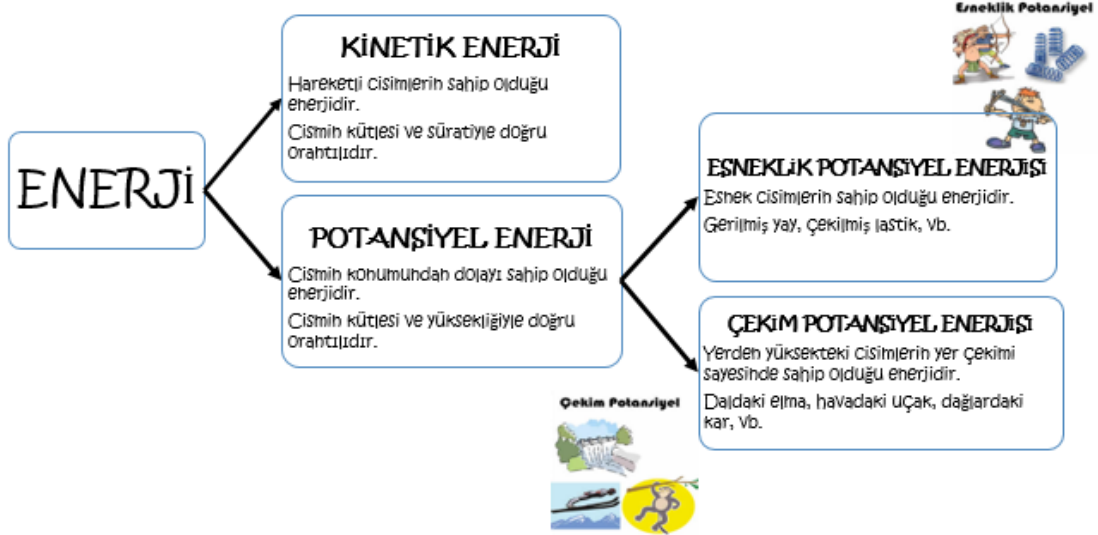 Esneklik Potansiyel
KİNETİK ENERJİ
Hareketli cisimlerin sahip olduğu
enerjidir.
Cismin kütlesi ve süratiyle doğru
orantılıdır.
ENERJİ
ESNEKLİK POTANSİYEL ENERJİSİ
Esnek cisimlerin sahip olduğu enerjidir.
Gerilmiş yay, çekilmiş lastik, vb.
POTANSİYEL ENERJİ
Cismin konumundan dolayı sahip olduğu
enerjidir.
Cismin kütlesi ve yüksekliğiyle doğru
orantılıdır.
ÇEKİM POTANSİYEL ENERJİSİ
Yerden yüksekteki cisimlerin yer çekimi
sayesinde sahip olduğu enerjidir.
Daldaki elma, havadaki uçak, dağlardaki
kar, vb.
Çekim Potansiyel